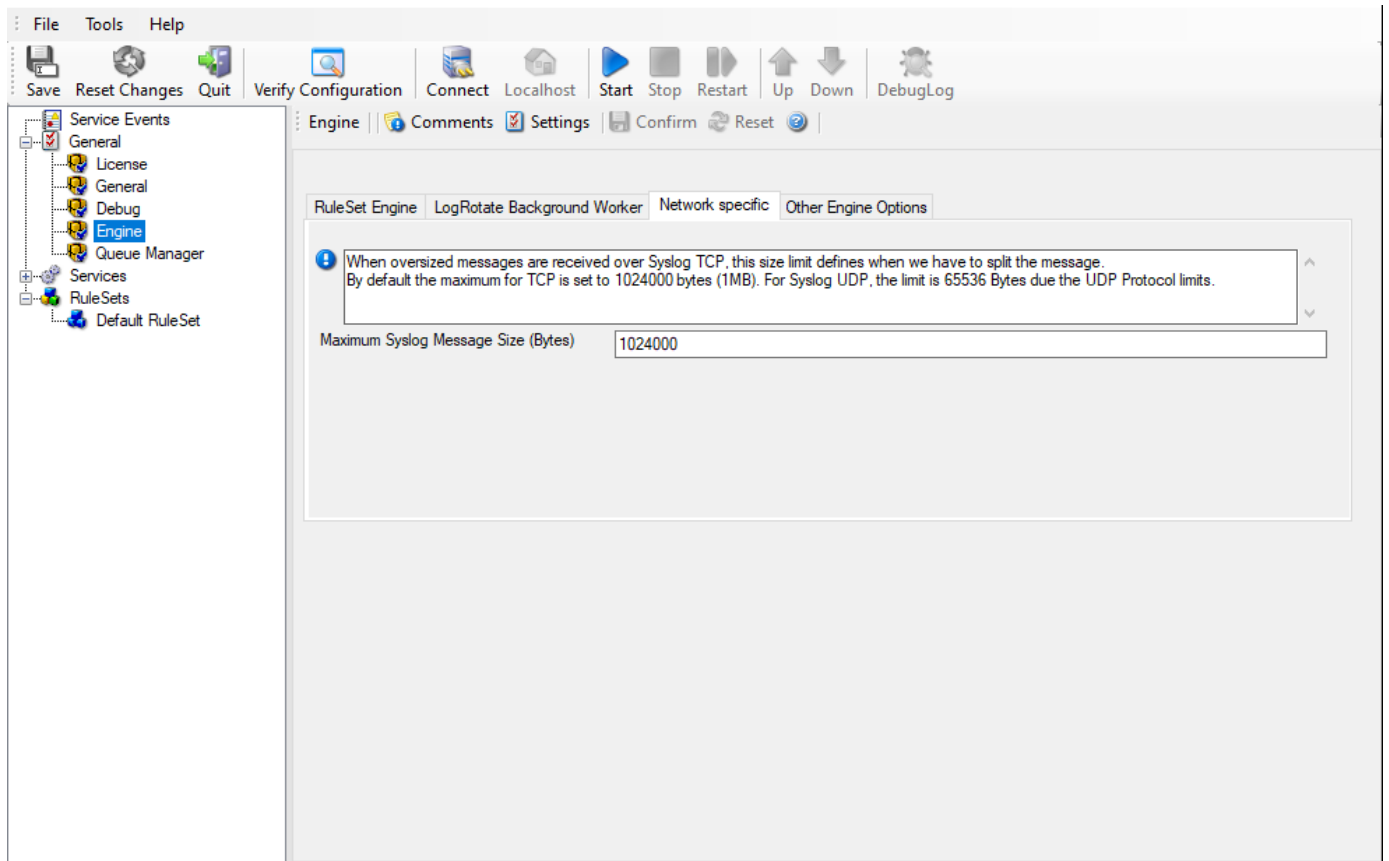 File Tools Help
Save Reset Changes Quit Verify Configuration Connect Localhost Start Stop Restart Up Down DebugLog
Service Events
General
License
General
Debug
Engine
Queue Manager
Services
RuleSets
Default RuleSet
Engine Comments Settings Confirm Reset
RuleSet Engine LogRotate Background Worker Network specific Other Engine Options
When oversized messages are received over Syslog TCP, this size limit defines when we have to split the message.
By default the maximum for TCP is set to 1024000 bytes (1MB). For Syslog UDP, the limit is 65536 Bytes due the UDP Protocol limits.
Maximum Syslog Message Size (Bytes) 1024000